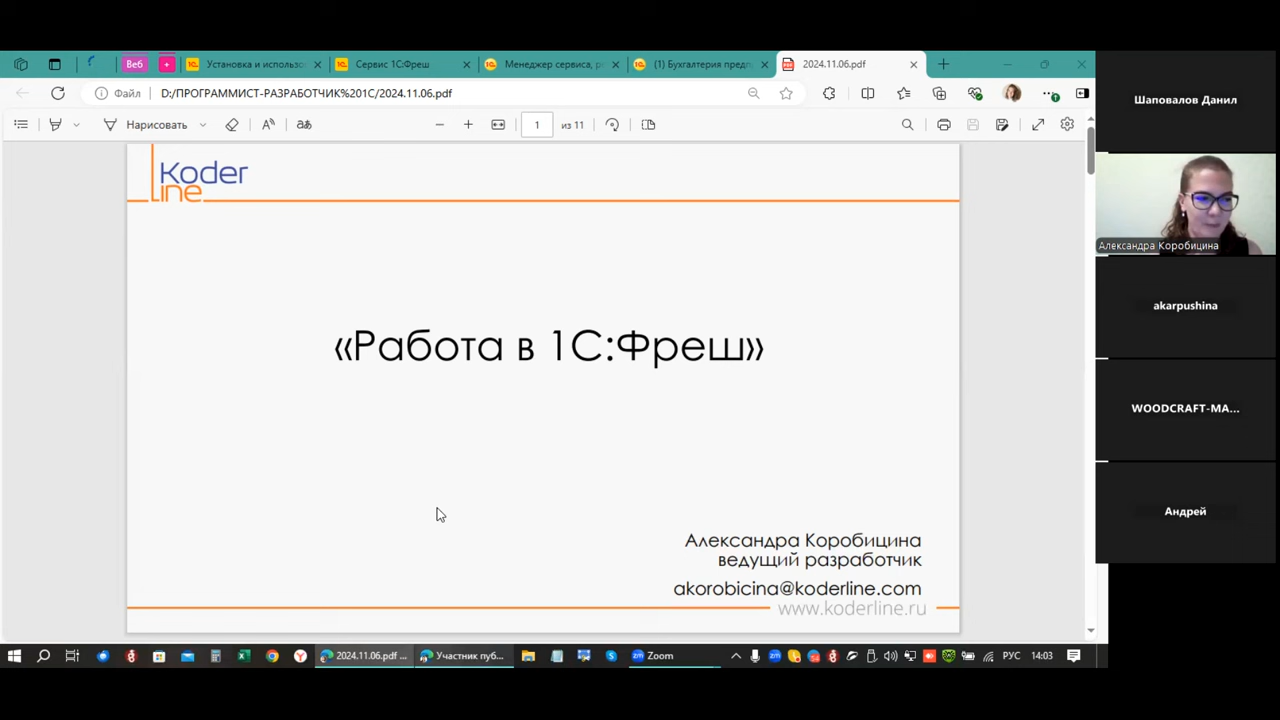 Веб
Установка и использо
Сервис 1С:Фреш
Менеджер сервиса, ре
(1) Бухгалтерия предп
2024.11.06.pdf
Файл
D:/ПРОГРАММИСТ-РАЗРАБОТЧИК%201С/2024.11.06.pdf
Нарисовать
1
из 11
Koder
Line
«Работа в 1С:Фреш»
Александра Коробицина
ведущий разработчик
akorobicina@koderline.com
www.koderline.ru
Шаповалов Данил
Александра Коробицина
akarpushina
WOODCRAFT-MA...
Андрей
2024.11.06.pdf ...
Участник пуб...
Zoom
РУС
14:03